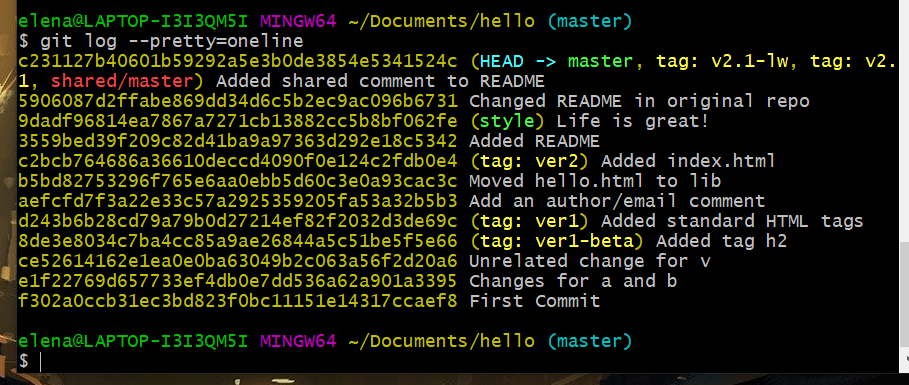 elena@LAPTOP-I3I3QM5I MINGW64 ~/Documents/hello (master)
$ git log --pretty=oneline
c231127b40601b59292a5e3b0de3854e5341524c (HEAD -> master, tag: v2.1-lw, tag: v2.
1, shared/master) Added shared comment to README
5906087d2ffabe869dd34d6c5b2ec9ac096b6731 Changed README in original repo
9dadf96814ea7867a7271cb13882cc5b8bf062fe (style) Life is great!
3559bed39f209c82d41ba9a97363d292e18c5342 Added README
c2bcb764686a36610deccd4090f0e124c2fdb0e4 (tag: ver2) Added index.html
b5bd82753296f765e6aa0ebb5d60c3e0a93cac3c Moved hello.html to lib
aefcfd7f3a22e33c57a2925359205fa53a32b5b3 Add an author/email comment
d243b6b28cd79a79b0d27214ef82f2032d3de69c (tag: ver1) Added standard HTML tags
8de3e8034c7ba4cc85a9ae26844a5c51be5f5e66 (tag: ver1-beta) Added tag h2
ce52614162e1ea0e0ba63049b2c063a56f2d20a6 Unrelated change for v
e1f22769d657733ef4db0e7dd536a62a901a3395 Changes for a and b
f302a0ccb31ec3bd823f0bc11151e14317ccaef8 First Commit
elena@LAPTOP-I3I3QM5I MINGW64 ~/Documents/hello (master)
$